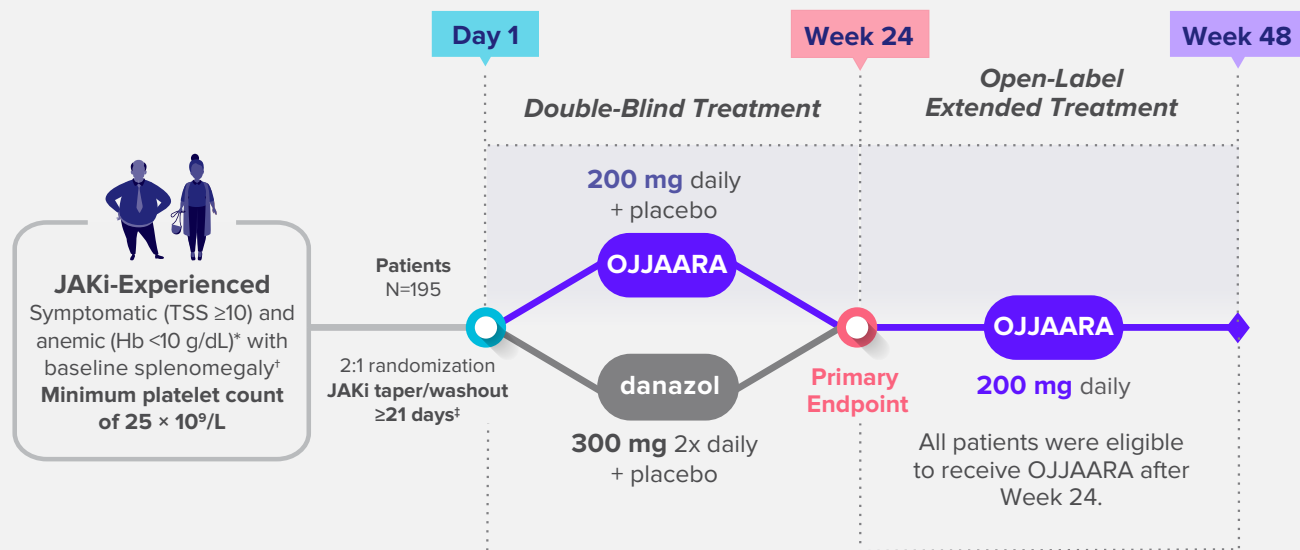 Day 1
Week 24
Week 48
Double-Blind Treatment
Open-Label
Extended Treatment
JAKi-Experienced
Symptomatic (TSS ≥10) and
anemic (Hb <10 g/dL)* with
baseline splenomegaly†
Minimum platelet count
of 25 × 10⁹/L
Patients
N=195
2:1 randomization
JAKi taper/washout
≥21 days‡
200 mg daily
+ placebo
OJJAARA
danazol
300 mg 2x daily
+ placebo
Primary
Endpoint
OJJAARA
200 mg daily
All patients were eligible
to receive OJJAARA after
Week 24.